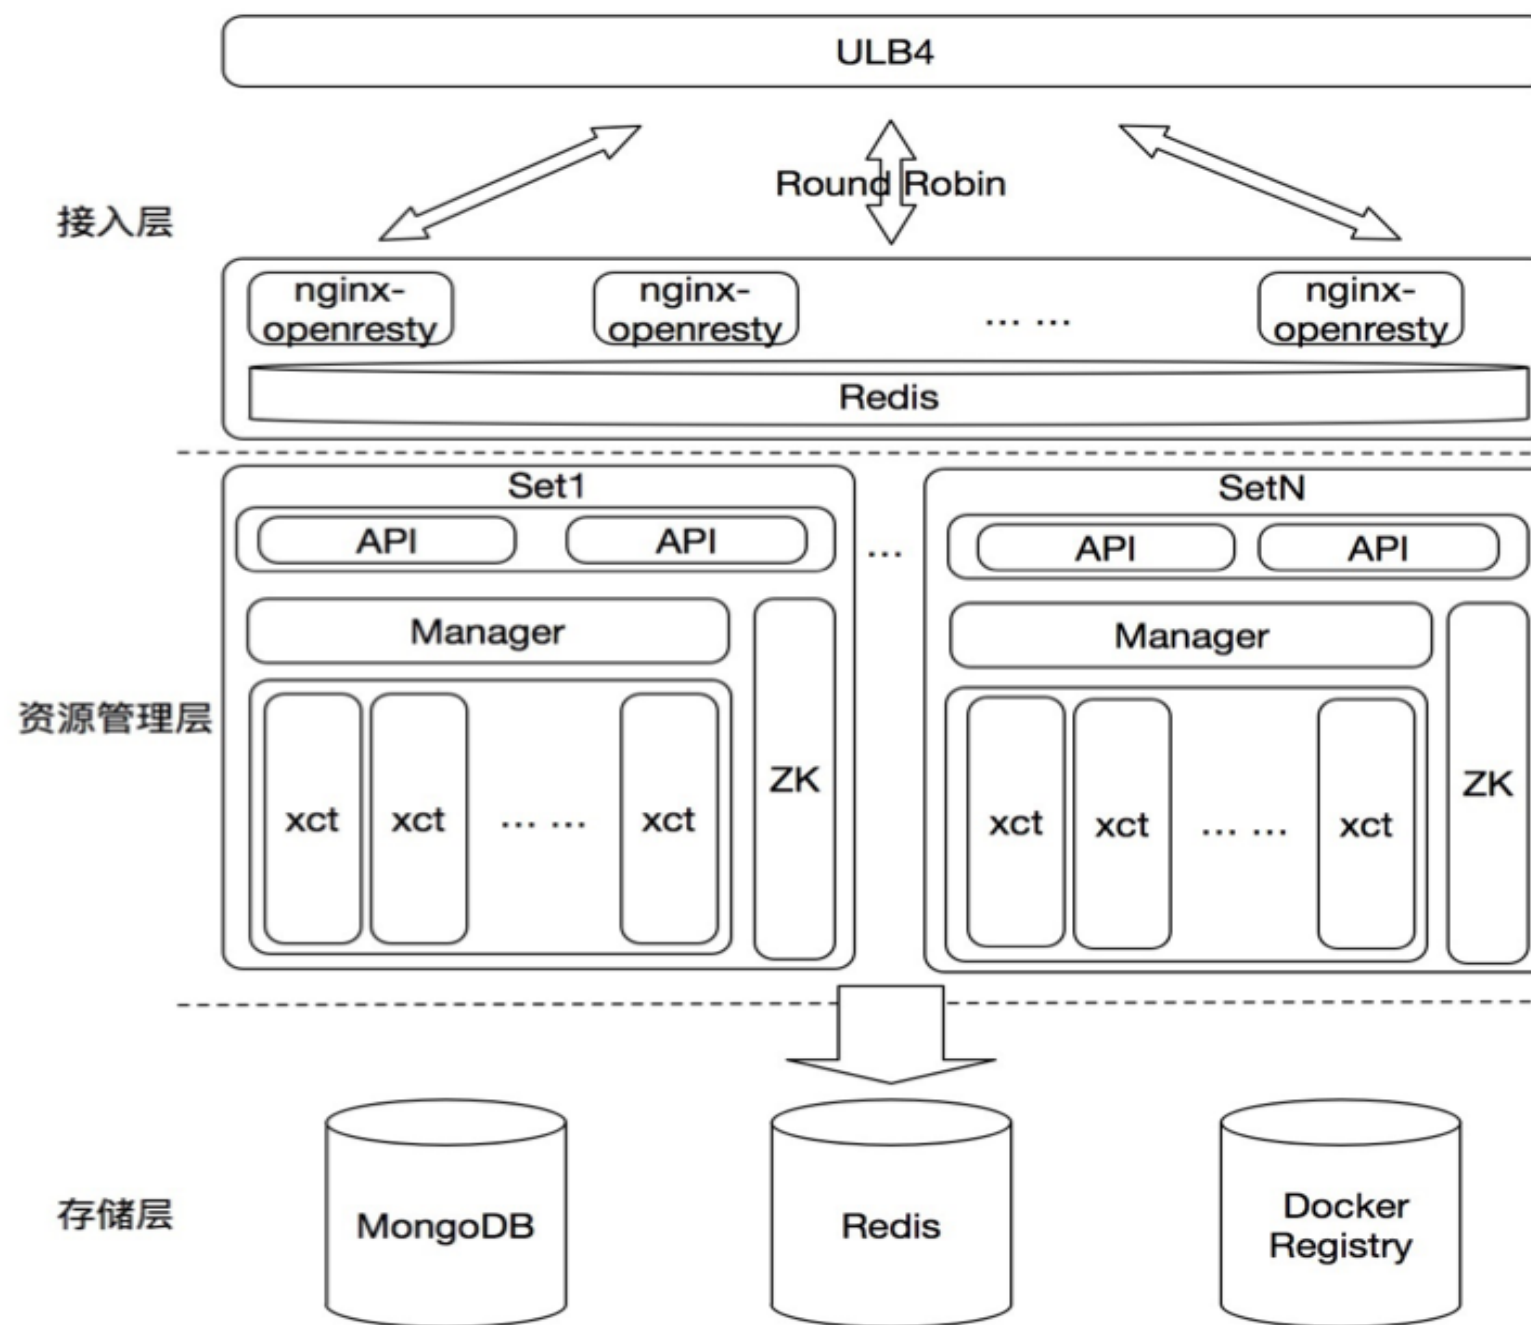 ULB4
Round Robin
接入层
nginx-
openresty
nginx-
openresty
... ...
nginx-
openresty
Redis
Set1
API
API
...
SetN
API
API
Manager
Manager
资源管理层
xct
xct
... ...
xct
ZK
xct
xct
... ...
xct
ZK
存储层
MongoDB
Redis
Docker
Registry